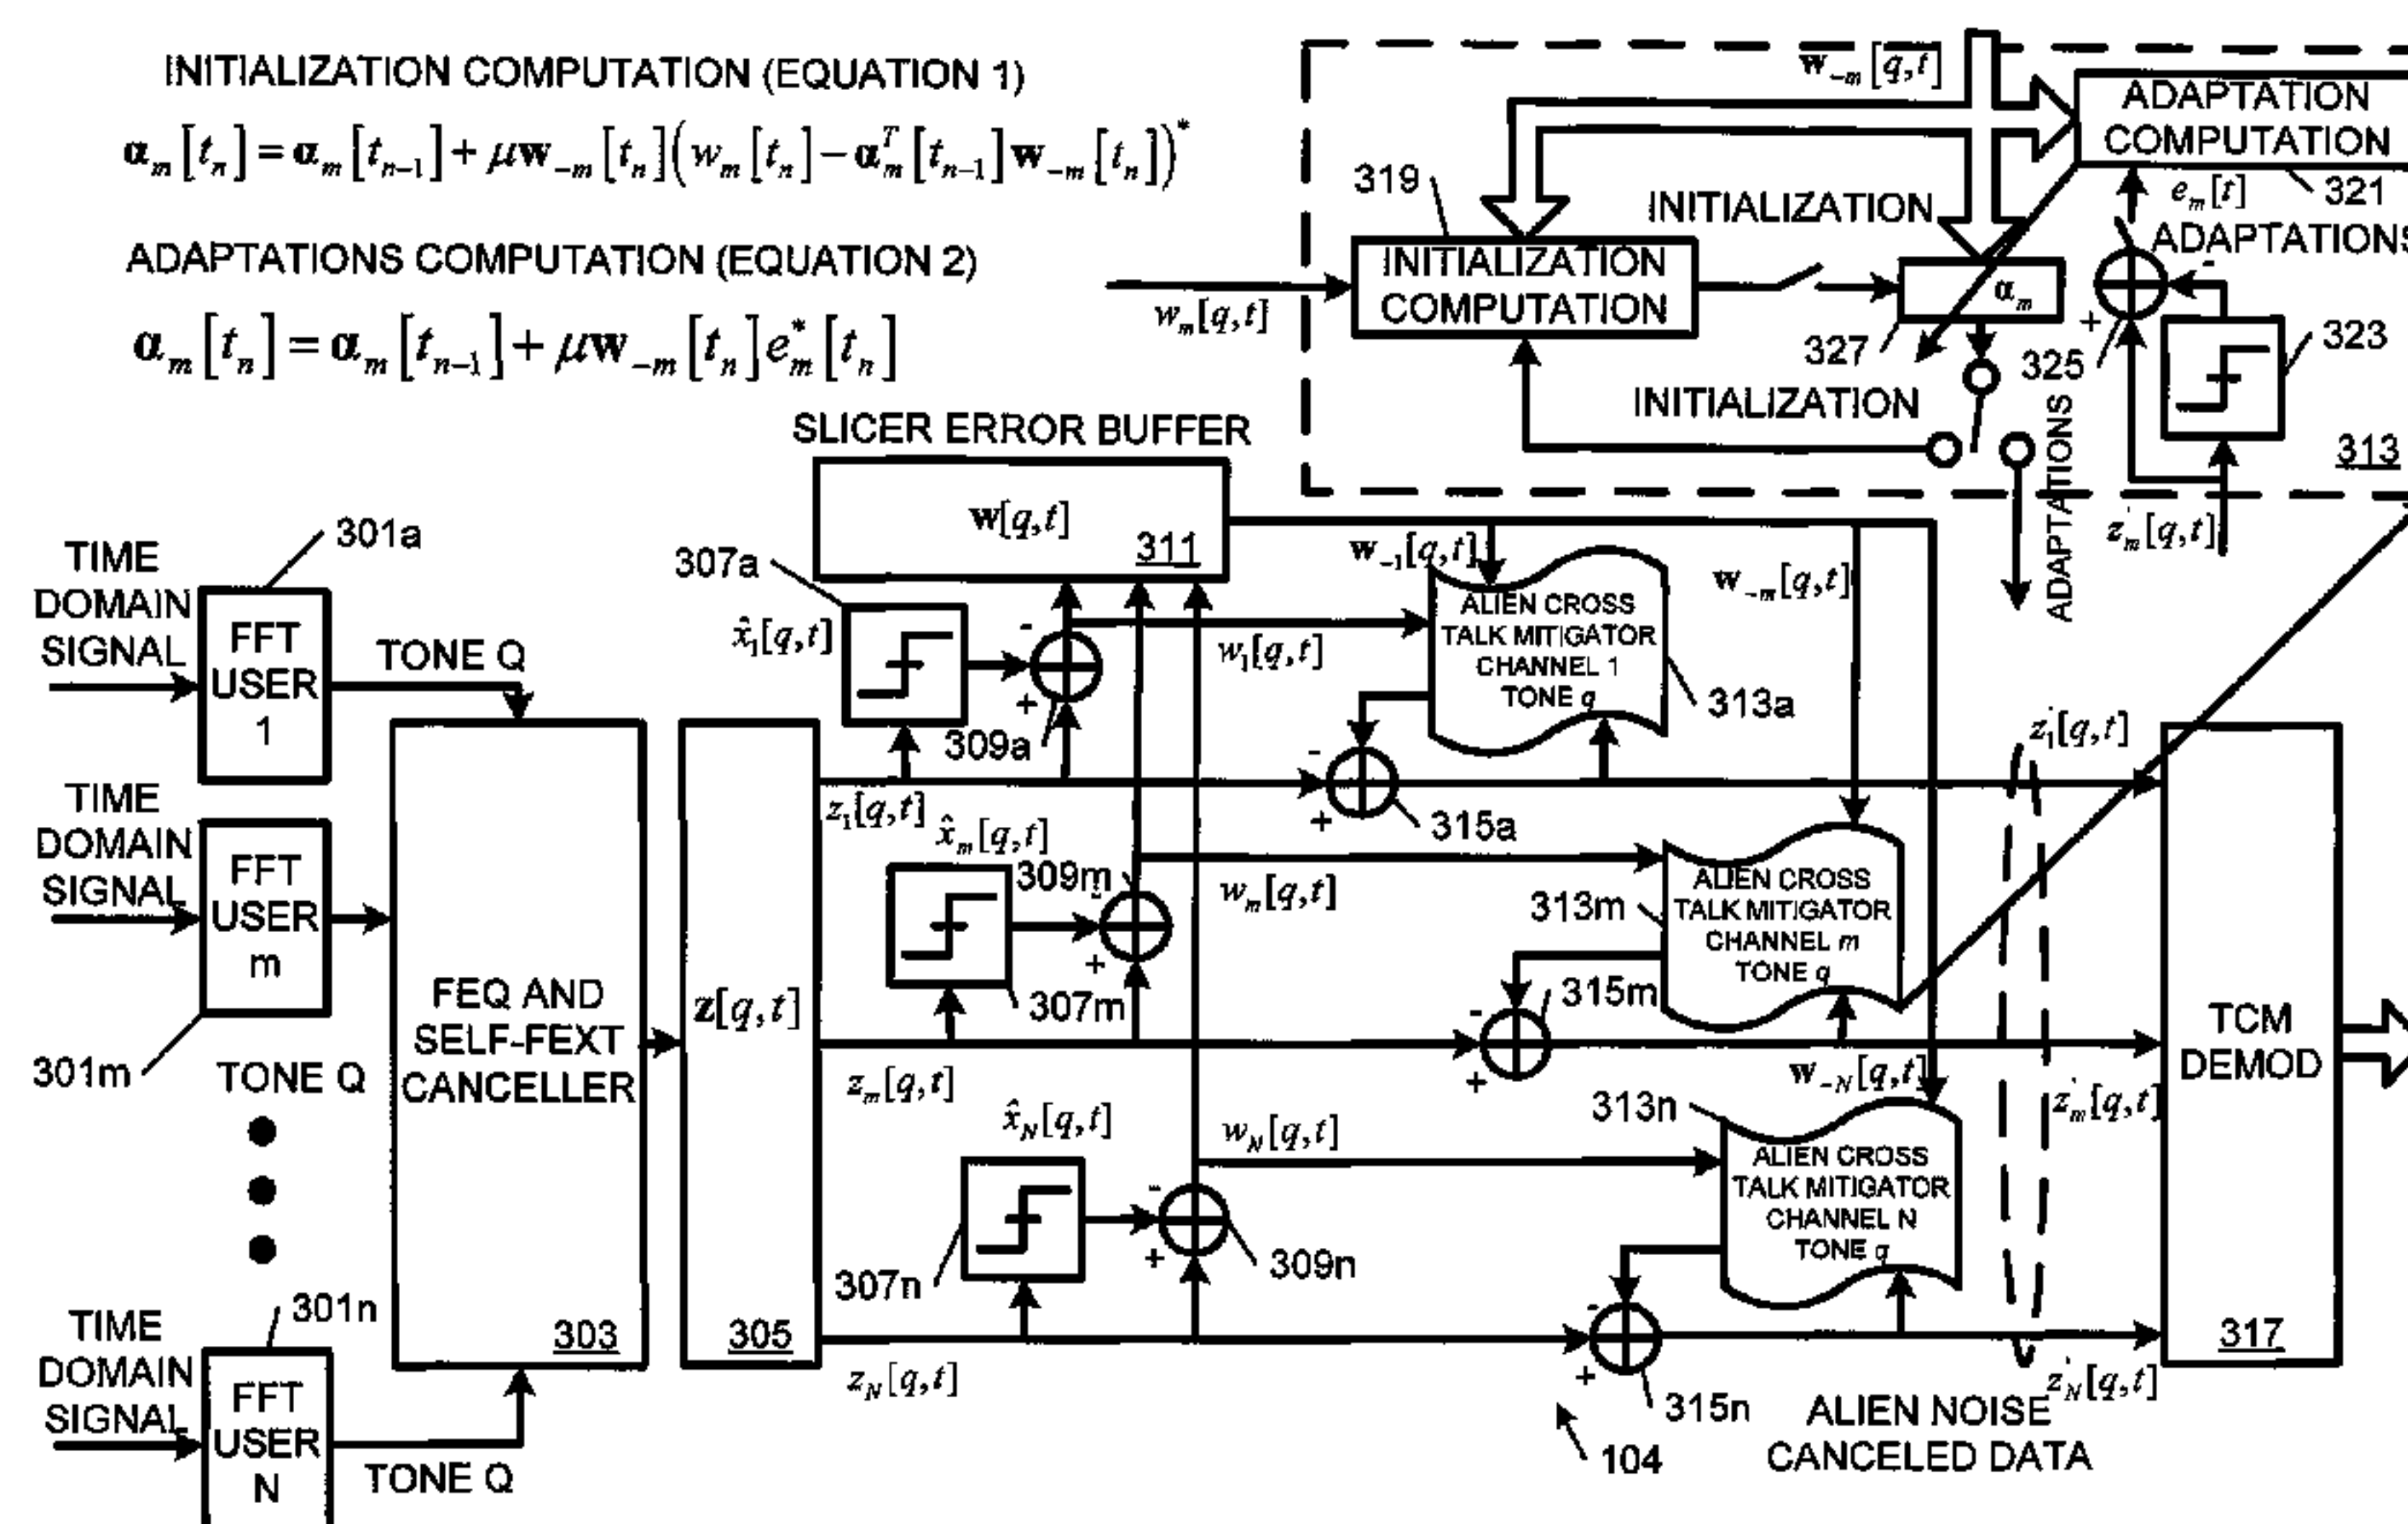 INITIALIZATION COMPUTATION (EQUATION 1)
α_m[t_n] = α_m[t_{n-1}] + μw_{-m}[t_n](w_m[t_n] - α_m^T[t_{n-1}]w_{-m}[t_n])^*
ADAPTATIONS COMPUTATION (EQUATION 2)
α_m[t_n] = α_m[t_{n-1}] + μw_{-m}[t_n]e_m^*[t_n]
w_{-m}[q,t]
ADAPTATION
COMPUTATION
321
319
INITIALIZATION
e_m[t]
ADAPTATIONS
INITIALIZATION
COMPUTATION
w_m[q,t]
α_m
-
+
327
325
323
INITIALIZATION
ADAPTATIONS
313
z'_m[q,t]
SLICER ERROR BUFFER
w[q,t]
311
TIME
DOMAIN
SIGNAL
301a
FFT
USER
1
TONE Q
307a
x̂_1[q,t]
-
+
309a
w_1[q,t]
w_{-1}[q,t]
ALIEN CROSS
TALK MITIGATOR
CHANNEL 1
TONE q
313a
w_{-m}[q,t]
z_1[q,t]
-
+
315a
z'_1[q,t]
TIME
DOMAIN
SIGNAL
FFT
USER
m
301m
TONE Q
FEQ AND
SELF-FEXT
CANCELLER
303
z[q,t]
305
x̂_m[q,t]
309m
-
+
307m
w_m[q,t]
313m
ALIEN CROSS
TALK MITIGATOR
CHANNEL m
TONE q
z_m[q,t]
-
+
315m
w_{-N}[q,t]
z'_m[q,t]
TCM
DEMOD
317
x̂_N[q,t]
307n
-
+
309n
w_N[q,t]
313n
ALIEN CROSS
TALK MITIGATOR
CHANNEL N
TONE q
z_N[q,t]
-
+
315n
z'_N[q,t]
TIME
DOMAIN
SIGNAL
301n
FFT
USER
N
TONE Q
104
ALIEN NOISE
CANCELED DATA